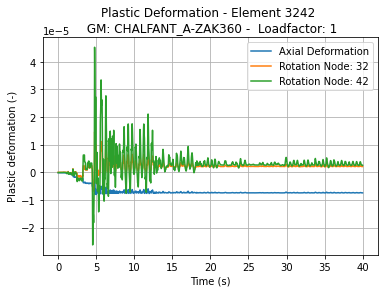 Plastic Deformation - Element 3242
GM: CHALFANT_A-ZAK360 -  Loadfactor: 1
1e−5
Axial Deformation
Rotation Node: 32
Rotation Node: 42
Plastic deformation (-)
4
3
2
1
0
−1
−2
0
5
10
15
20
25
30
35
40
Time (s)